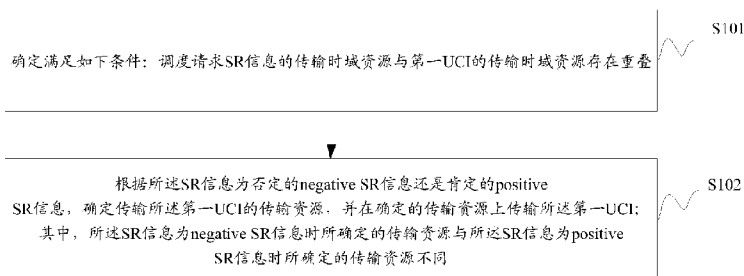 S101
确定满足如下条件：调度请求SR信息的传输时域资源与第一UCI的传输时域资源存在重叠
根据所述SR信息为否定的negative SR信息还是肯定的positive
S102
SR信息，确定传输所述第一UCI的传输资源，并在确定的传输资源上传输所述第一UCI;
其中，所述SR信息为negative SR信息时所确定的传输资源与所述SR信息为positive
SR信息时所确定的传输资源不同